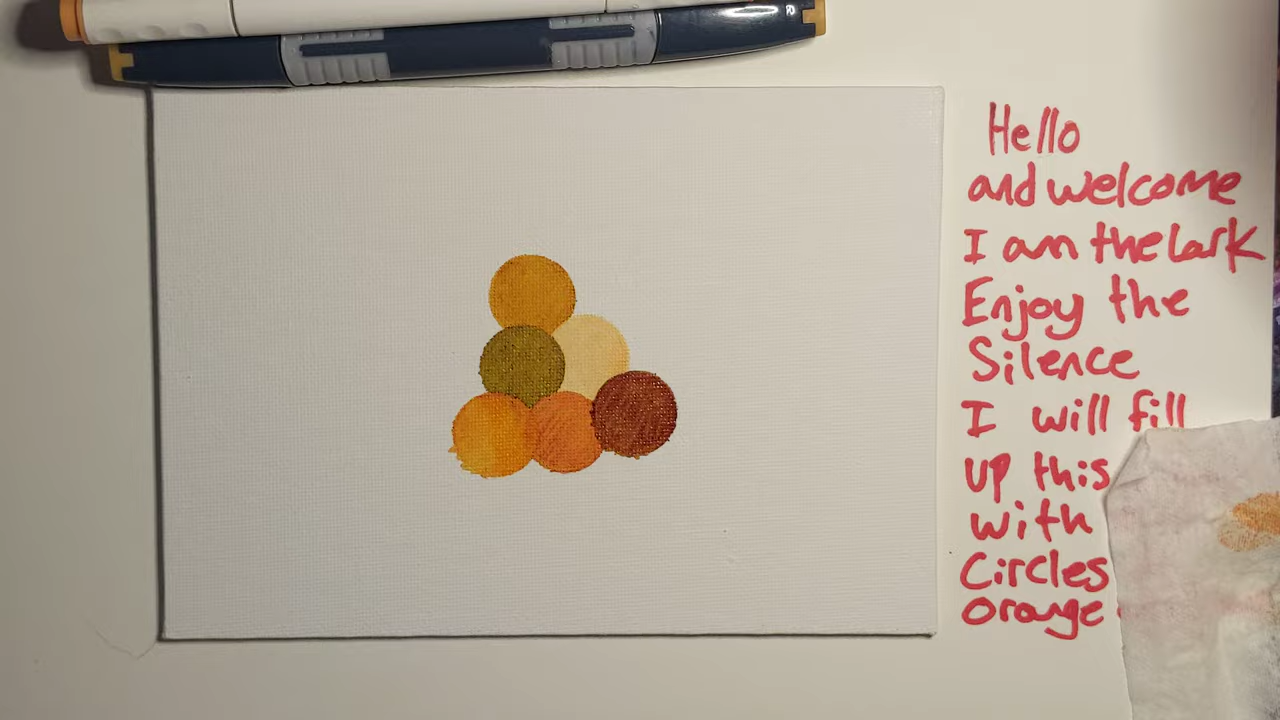 Hello
and welcome
I am the Lark
Enjoy the
Silence
I will fill
up this
with
Circles
orange